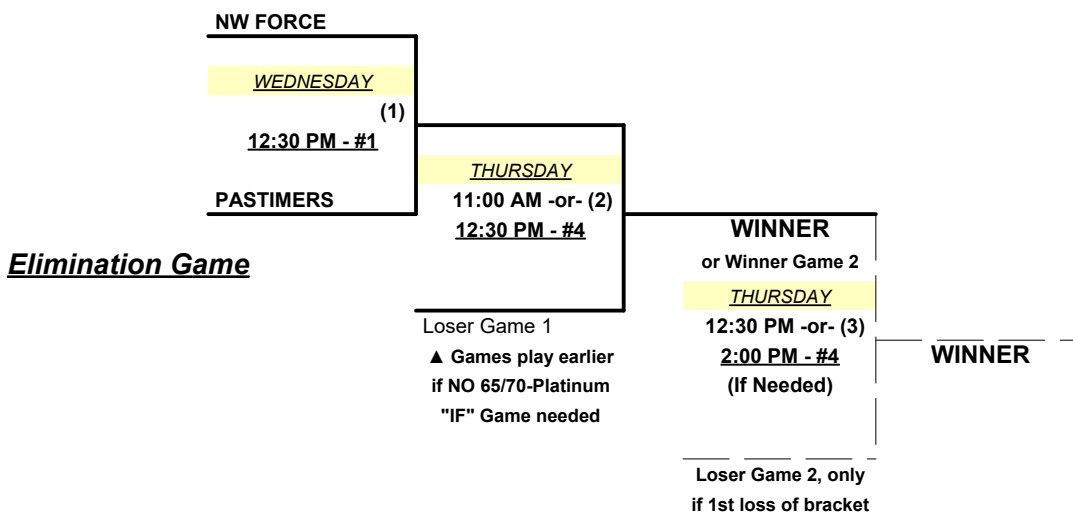 NW FORCE
WEDNESDAY
(1)
12:30 PM - #1
PASTIMERS
THURSDAY
11:00 AM -or- (2)
12:30 PM - #4
Elimination Game
Loser Game 1
▲ Games play earlier
if NO 65/70-Platinum
"IF" Game needed
WINNER
or Winner Game 2
THURSDAY
12:30 PM -or- (3)
2:00 PM - #4
(If Needed)
Loser Game 2, only
if 1st loss of bracket
WINNER